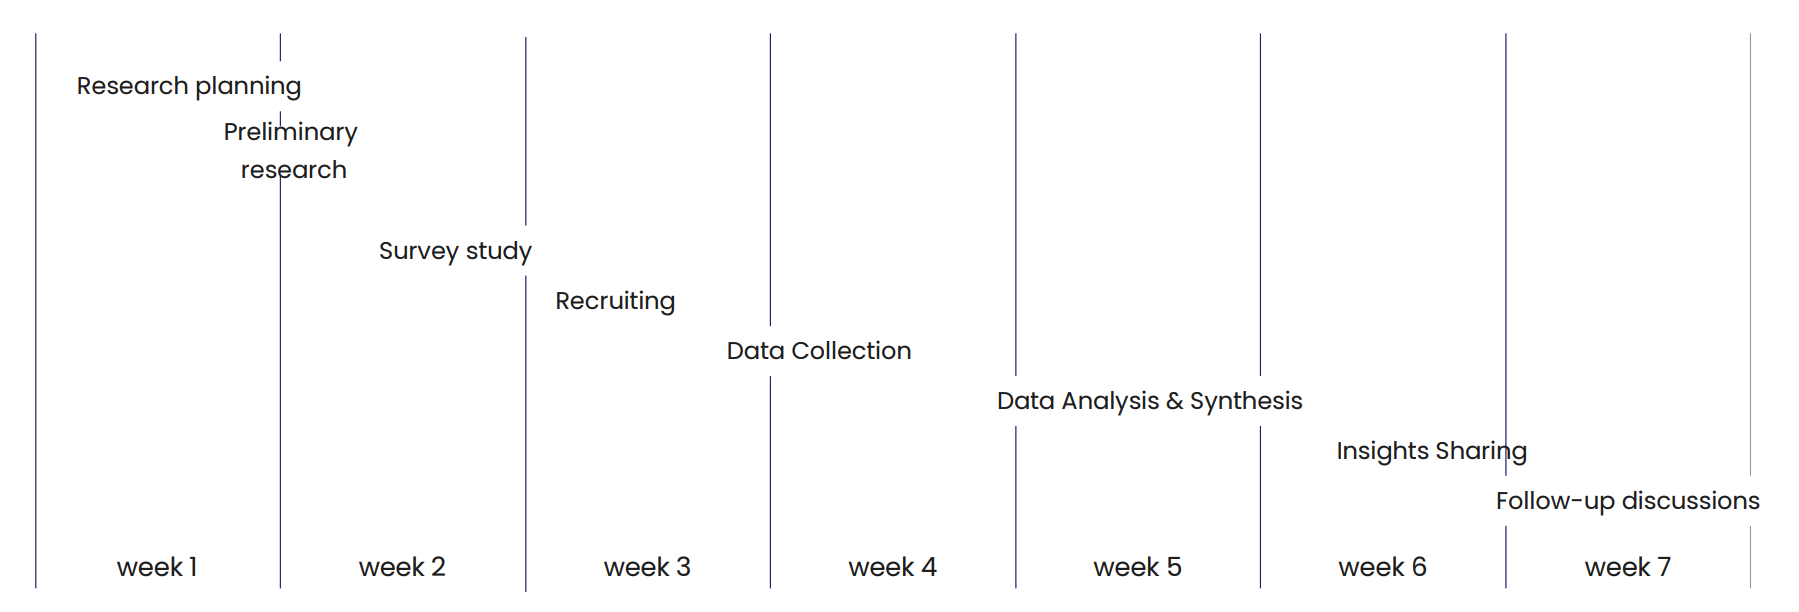 Research planning
Preliminary
research
Survey study
Recruiting
Data Collection
Data Analysis & Synthesis
Insights Sharing
Follow-up discussions
week 1
week 2
week 3
week 4
week 5
week 6
week 7